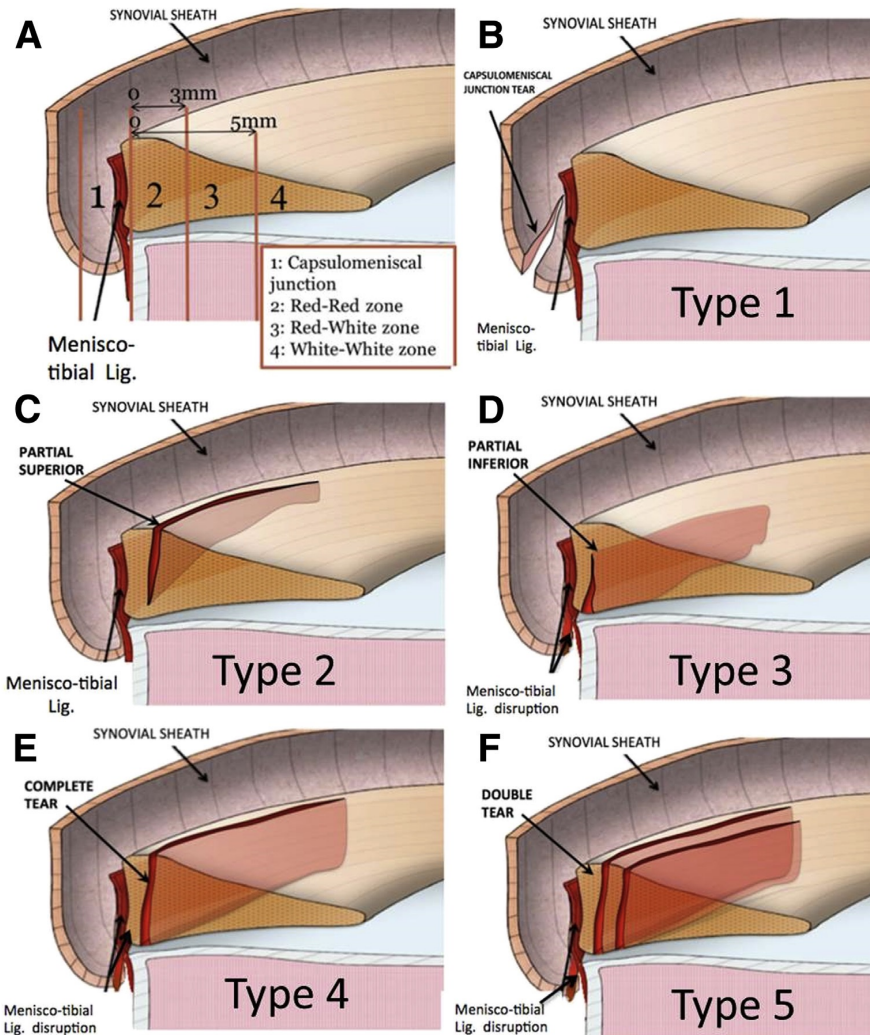 A
SYNOVIAL SHEATH
0 3mm
0 5mm
1 2 3 4
1: Capsulomeniscal
junction
2: Red-Red zone
3: Red-White zone
4: White-White zone
Menisco-
tibial Lig.
B
SYNOVIAL SHEATH
CAPSULOMENISCAL
JUNCTION TEAR
Menisco-
tibial Lig.
Type 1
C
SYNOVIAL SHEATH
PARTIAL
SUPERIOR
Menisco-tibial
Lig.
Type 2
D
SYNOVIAL SHEATH
PARTIAL
INFERIOR
Menisco-tibial
Lig. disruption
Type 3
E
SYNOVIAL SHEATH
COMPLETE
TEAR
Menisco-tibial
Lig. disruption
Type 4
F
SYNOVIAL SHEATH
DOUBLE
TEAR
Menisco-tibial
Lig. disruption
Type 5